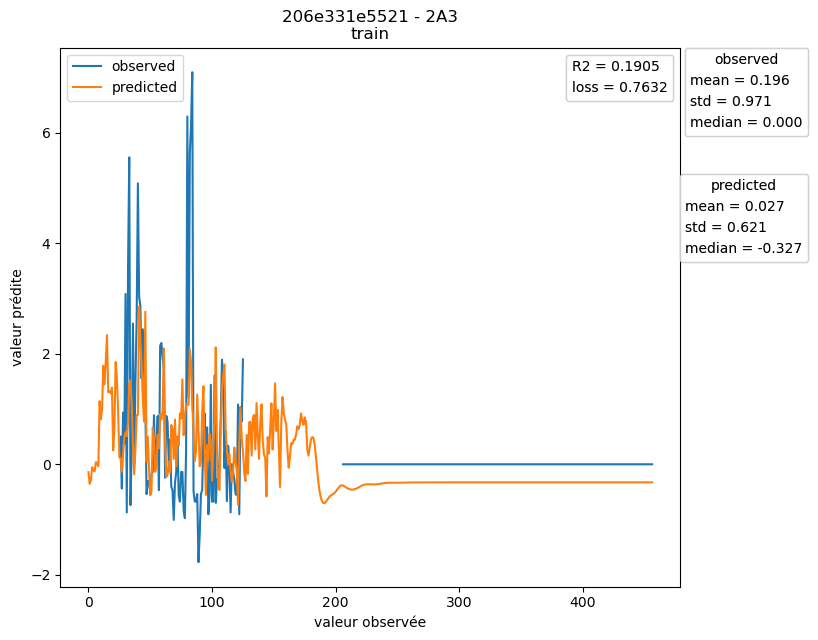 206e331e5521 - 2A3
train
observed
predicted
R2 = 0.1905
loss = 0.7632
observed
mean = 0.196
std = 0.971
median = 0.000
predicted
mean = 0.027
std = 0.621
median = -0.327
valeur prédite
6
4
2
0
−2
0
100
200
300
400
valeur observée